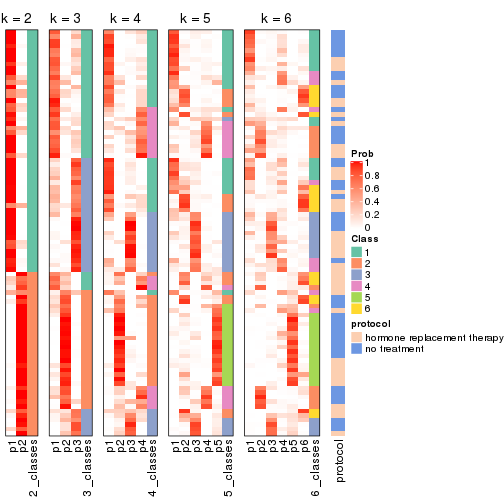 k = 2
k = 3
k = 4
k = 5
k = 6
p1
p2
2_classes
p1
p2
p3
3_classes
p1
p2
p3
p4
4_classes
p1
p2
p3
p4
p5
5_classes
p1
p2
p3
p4
p5
p6
6_classes
protocol
Prob
1
0.8
0.6
0.4
0.2
0
Class
1
2
3
4
5
6
protocol
hormone replacement therapy
no treatment